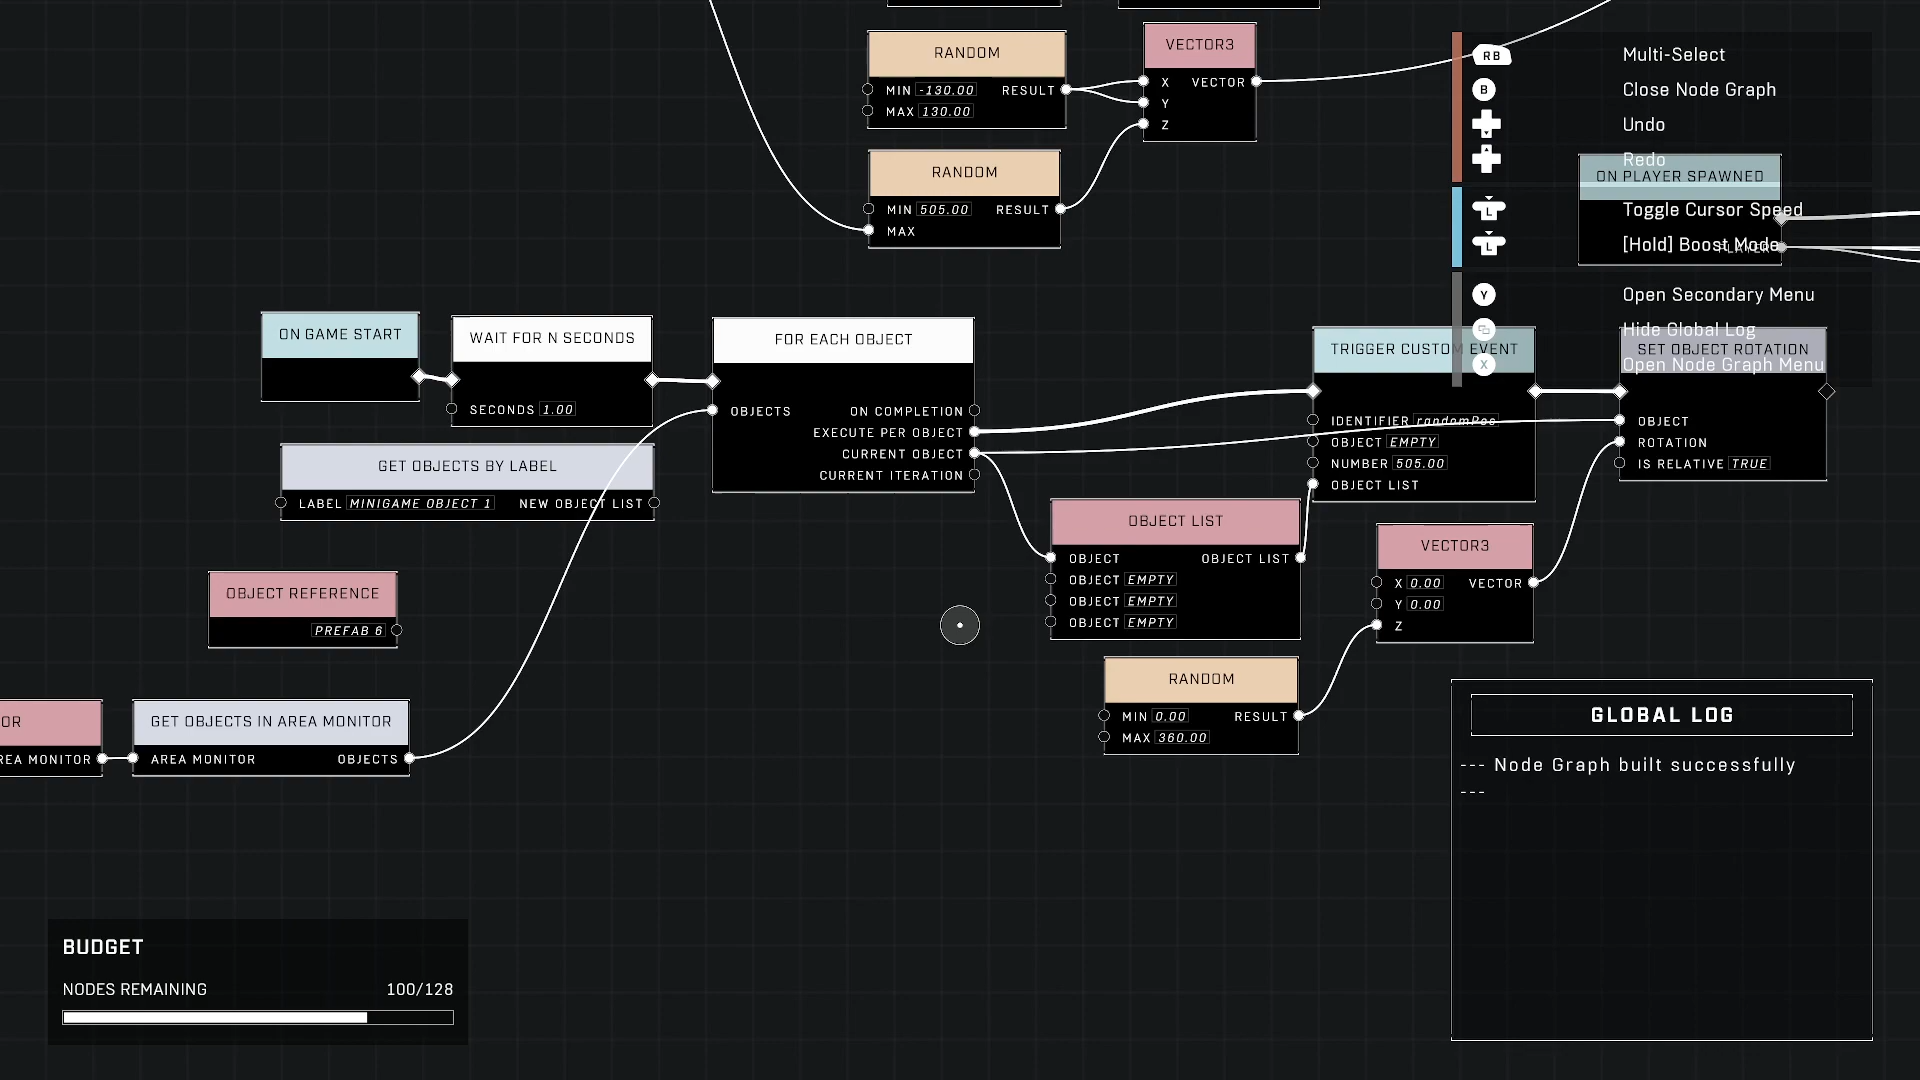 RANDOM
MIN -130.00 RESULT
MAX 130.00
VECTOR3
X VECTOR
Y
Z
RANDOM
MIN 505.00 RESULT
MAX
RB Multi-Select
B Close Node Graph
Undo
Redo
L Toggle Cursor Speed
L [Hold] Boost Mode
Y Open Secondary Menu
Hide Global Log
X Open Node Graph Menu
ON PLAYER SPAWNED
PLAYER
ON GAME START
WAIT FOR N SECONDS
SECONDS 1.00
FOR EACH OBJECT
OBJECTS ON COMPLETION
EXECUTE PER OBJECT
CURRENT OBJECT
CURRENT ITERATION
TRIGGER CUSTOM EVENT
IDENTIFIER randomPos
OBJECT EMPTY
NUMBER 505.00
OBJECT LIST
SET OBJECT ROTATION
OBJECT
ROTATION
IS RELATIVE TRUE
GET OBJECTS BY LABEL
LABEL MINIGAME OBJECT 1 NEW OBJECT LIST
OBJECT LIST
OBJECT OBJECT LIST
OBJECT EMPTY
OBJECT EMPTY
OBJECT EMPTY
VECTOR3
X 0.00 VECTOR
Y 0.00
Z
OBJECT REFERENCE
PREFAB 6
RANDOM
MIN 0.00 RESULT
MAX 360.00
OR
REA MONITOR
GET OBJECTS IN AREA MONITOR
AREA MONITOR OBJECTS
GLOBAL LOG
--- Node Graph built successfully
---
BUDGET
NODES REMAINING 100/128